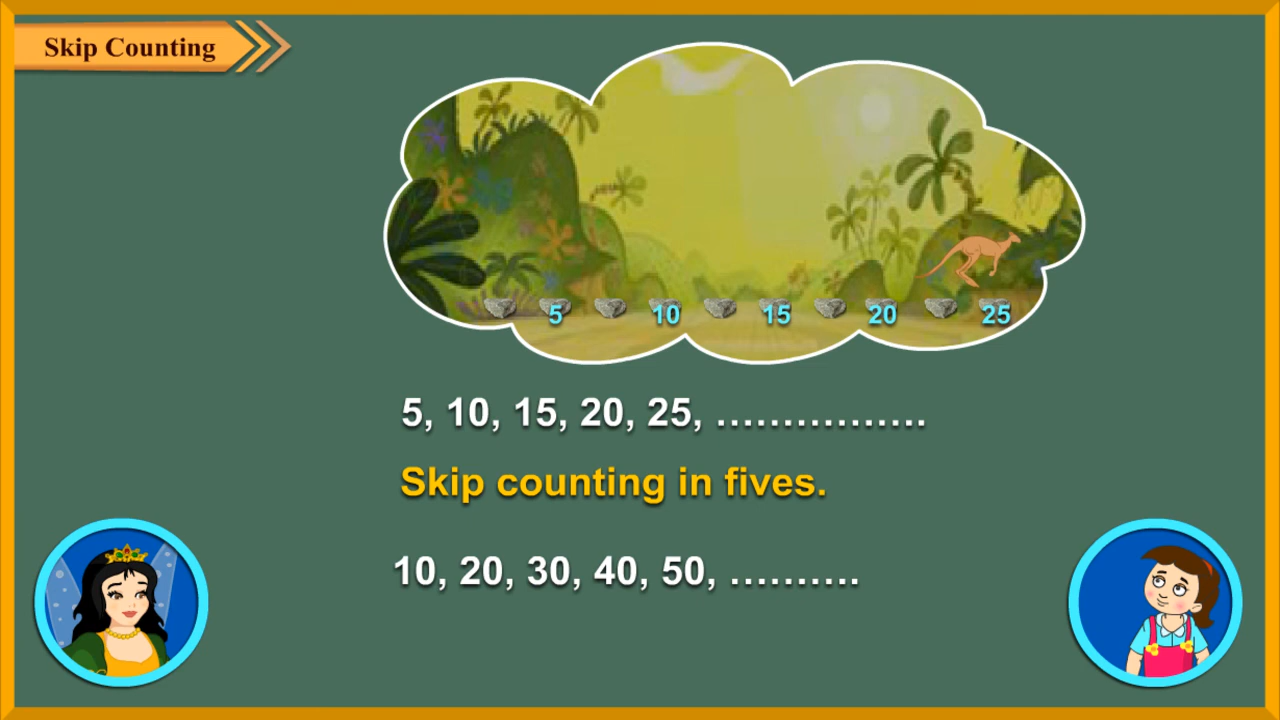 Skip Counting
5 10 15 20 25
5, 10, 15, 20, 25, ................
Skip counting in fives.
10, 20, 30, 40, 50, ..........